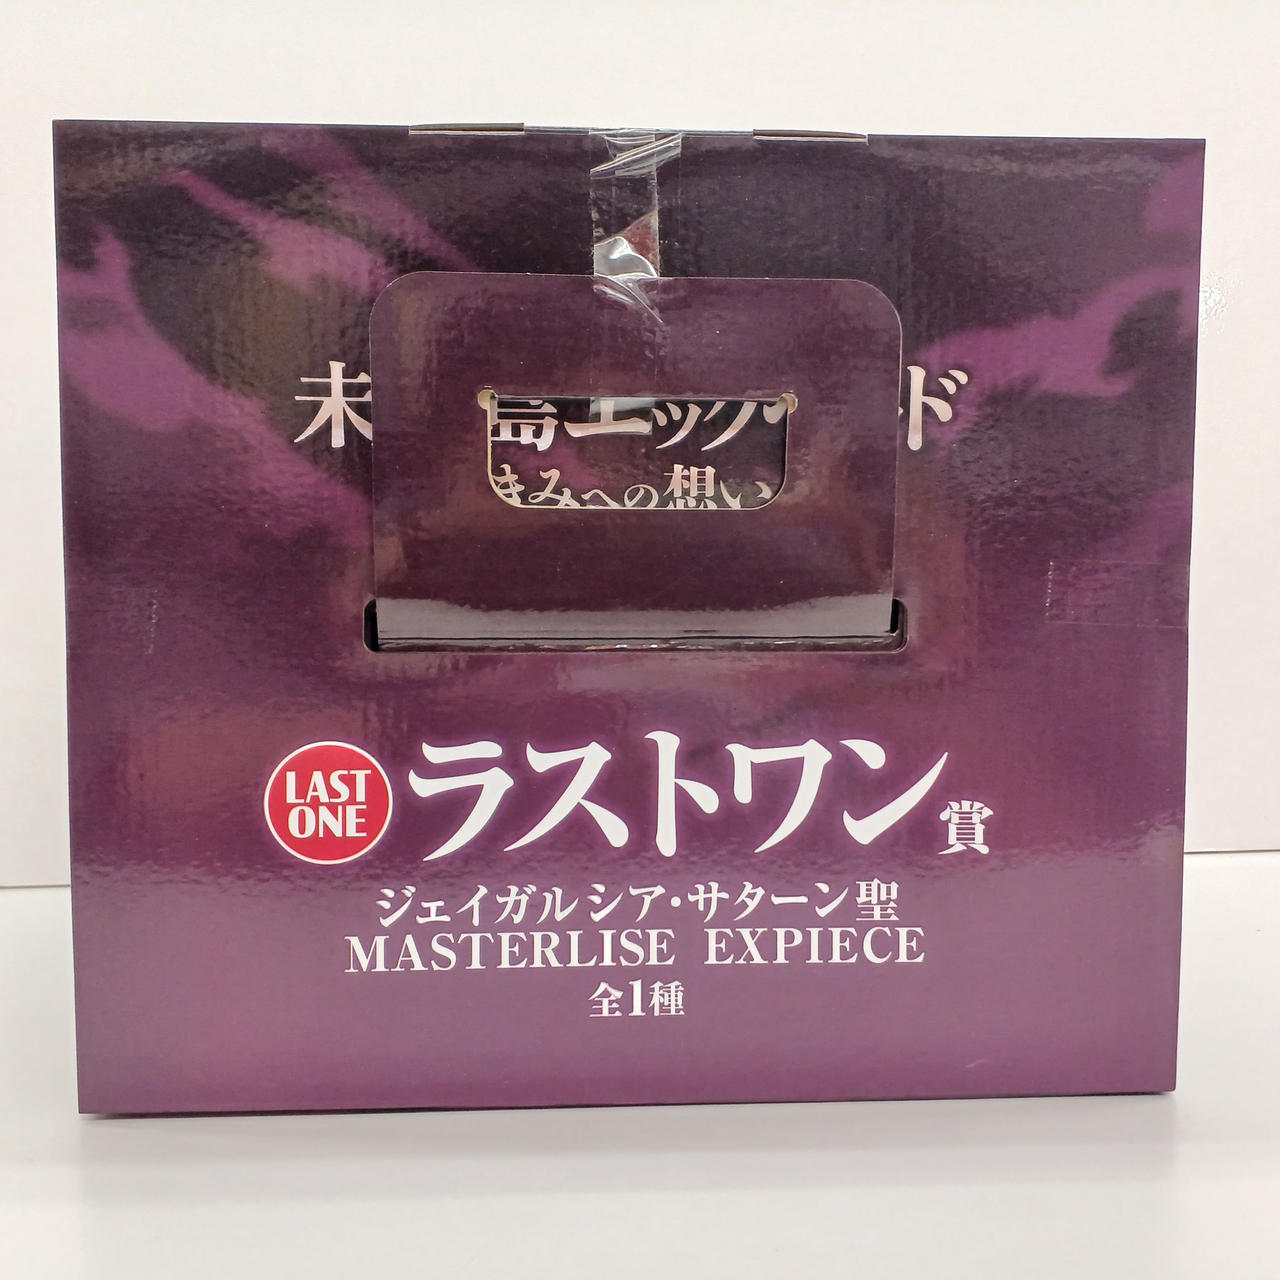 未 島エッグ・ ド
きみへの想い
LAST
ONE
ラストワン賞
ジェイガルシア・サターン聖
MASTERLISE EXPIECE
全1種